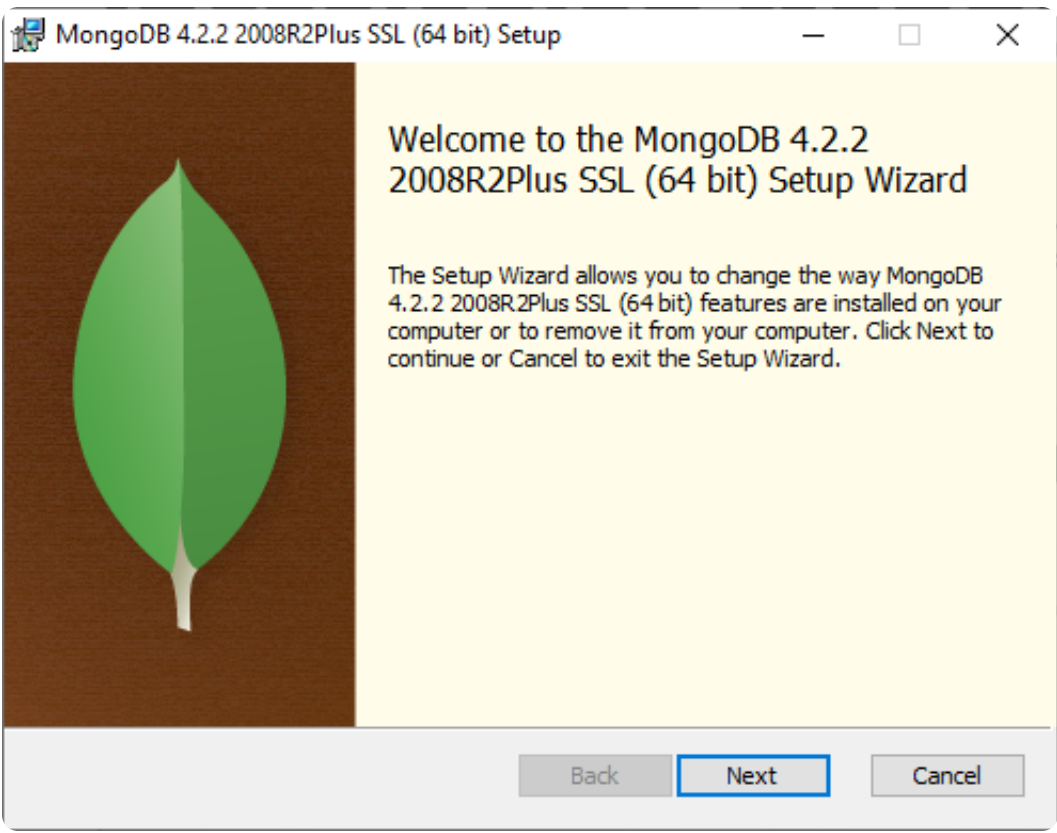 MongoDB 4.2.2 2008R2Plus SSL (64 bit) Setup
Welcome to the MongoDB 4.2.2
2008R2Plus SSL (64 bit) Setup Wizard
The Setup Wizard allows you to change the way MongoDB
4.2.2 2008R2Plus SSL (64 bit) features are installed on your
computer or to remove it from your computer. Click Next to
continue or Cancel to exit the Setup Wizard.
Back Next Cancel